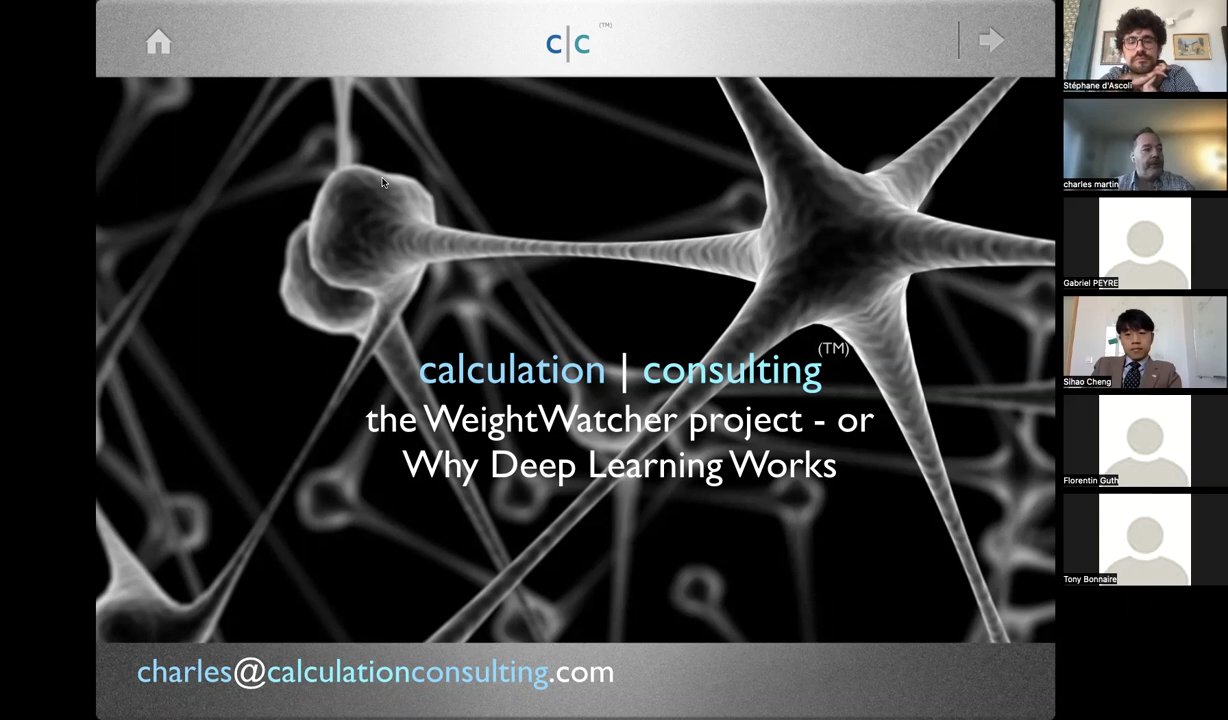 c|c (TM)
calculation | consulting (TM)
the WeightWatcher project - or
Why Deep Learning Works
charles@calculationconsulting.com
Stéphane d'Ascoli
charles martin
Gabriel PEYRE
Sihao Cheng
Florentin Guth
Tony Bonnaire